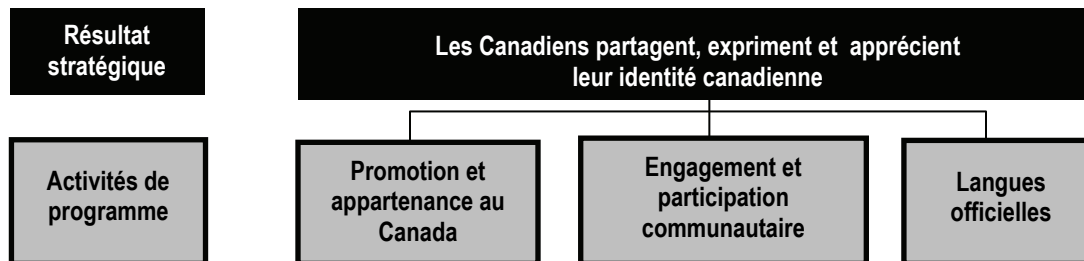 Résultat
stratégique
Les Canadiens partagent, expriment et apprécient
leur identité canadienne
Activités de
programme
Promotion et
appartenance au
Canada
Engagement et
participation
communautaire
Langues
officielles